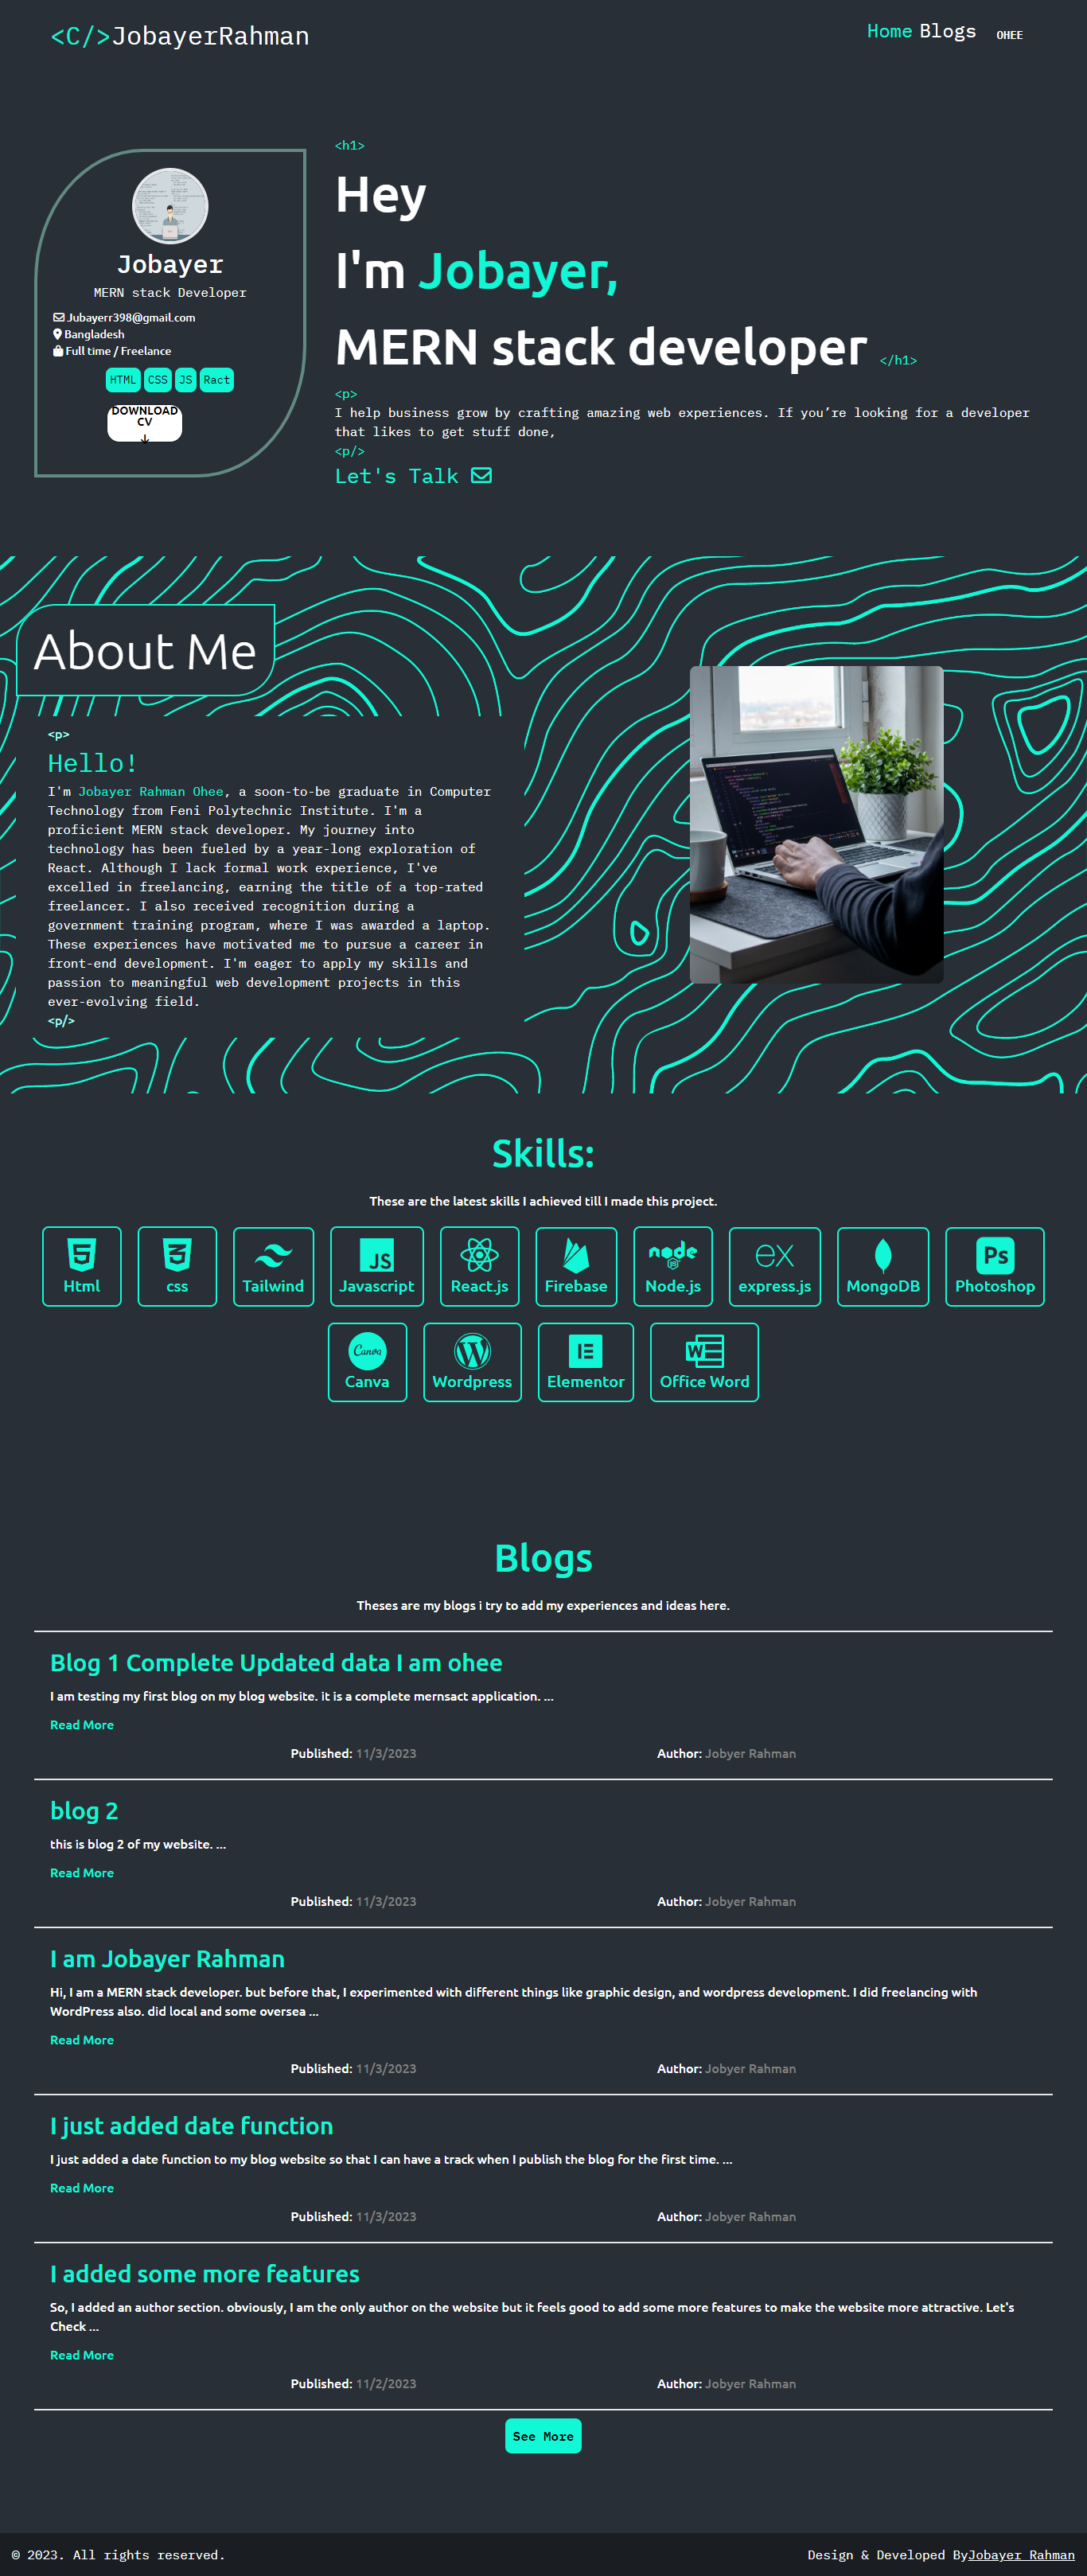 <C/>JobayerRahman
Home Blogs OHEE
Jobayer
MERN stack Developer
Jubayerr398@gmail.com
Bangladesh
Full time / Freelance
HTML CSS JS Ract
DOWNLOAD
CV
<h1>
Hey
I'm Jobayer,
MERN stack developer </h1>
<p>
I help business grow by crafting amazing web experiences. If you’re looking for a developer
that likes to get stuff done,
<p/>
Let's Talk
About Me
<p>
Hello!
I'm Jobayer Rahman Ohee, a soon-to-be graduate in Computer
Technology from Feni Polytechnic Institute. I'm a
proficient MERN stack developer. My journey into
technology has been fueled by a year-long exploration of
React. Although I lack formal work experience, I've
excelled in freelancing, earning the title of a top-rated
freelancer. I also received recognition during a
government training program, where I was awarded a laptop.
These experiences have motivated me to pursue a career in
front-end development. I'm eager to apply my skills and
passion to meaningful web development projects in this
ever-evolving field.
<p/>
Skills:
These are the latest skills I achieved till I made this project.
Html
css
Tailwind
JS
Javascript
React.js
Firebase
node
JS
Node.js
ex
express.js
MongoDB
Ps
Photoshop
Canva
Canva
Wordpress
Elementor
W
Office Word
Blogs
Theses are my blogs i try to add my experiences and ideas here.
Blog 1 Complete Updated data I am ohee
I am testing my first blog on my blog website. it is a complete mernsact application. ...
Read More
Published: 11/3/2023 Author: Jobyer Rahman
blog 2
this is blog 2 of my website. ...
Read More
Published: 11/3/2023 Author: Jobyer Rahman
I am Jobayer Rahman
Hi, I am a MERN stack developer. but before that, I experimented with different things like graphic design, and wordpress development. I did freelancing with
WordPress also. did local and some oversea ...
Read More
Published: 11/3/2023 Author: Jobyer Rahman
I just added date function
I just added a date function to my blog website so that I can have a track when I publish the blog for the first time. ...
Read More
Published: 11/3/2023 Author: Jobyer Rahman
I added some more features
So, I added an author section. obviously, I am the only author on the website but it feels good to add some more features to make the website more attractive. Let's
Check ...
Read More
Published: 11/2/2023 Author: Jobyer Rahman
See More
© 2023. All rights reserved.
Design & Developed ByJobayer Rahman